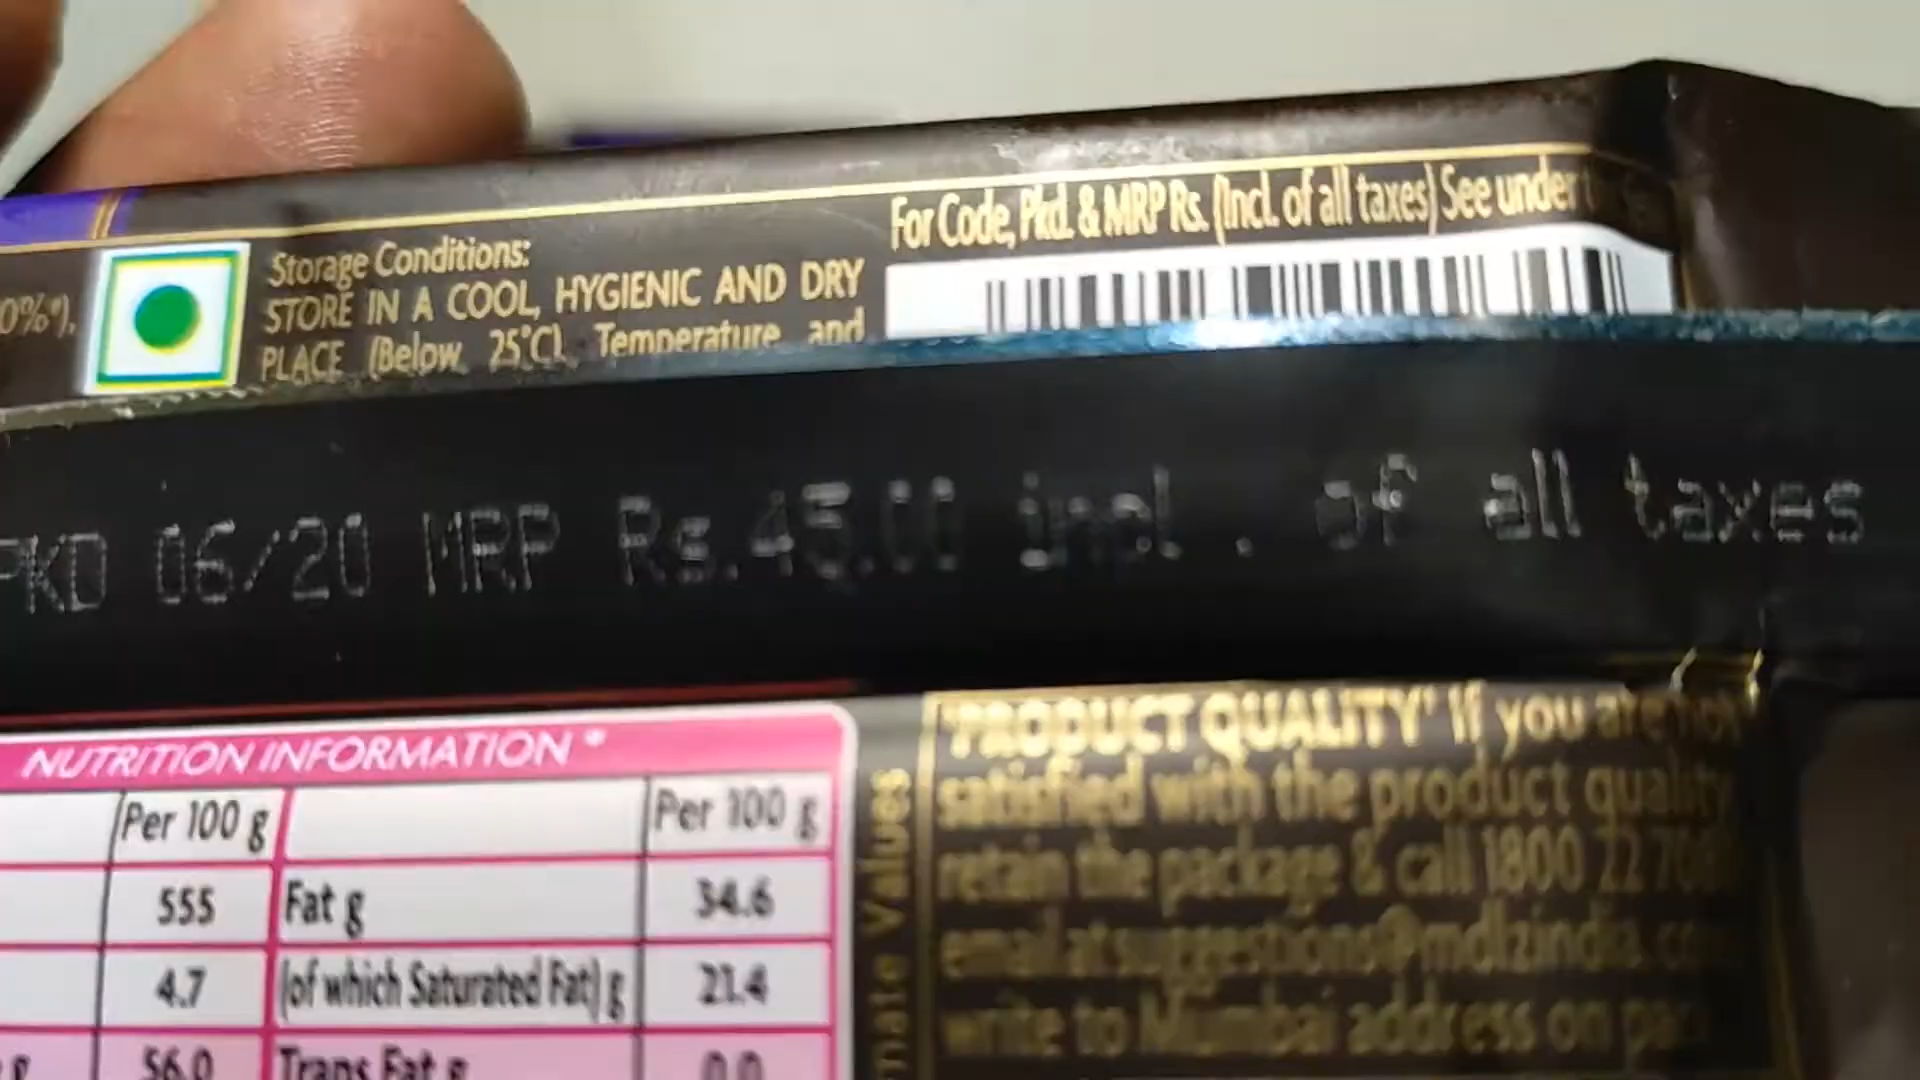 0%*),
Storage Conditions:
STORE IN A COOL, HYGIENIC AND DRY
PLACE (Below 25°C). Temperature and
For Code, Pkd. & MRP Rs. (Incl. of all taxes) See under
PKD 06/20 MRP Rs.45.00 incl . of all taxes
NUTRITION INFORMATION *
Per 100 g Per 100 g
555 Fat g 34.6
4.7 (of which Saturated Fat) g 21.4
g 56.0 Trans Fat g 0.0
Values
"PRODUCT QUALITY" If you are not
satisfied with the product quality
retain the package & call 1800 22
email at suggestions@mdlzindia.co
write to Mumbai address on